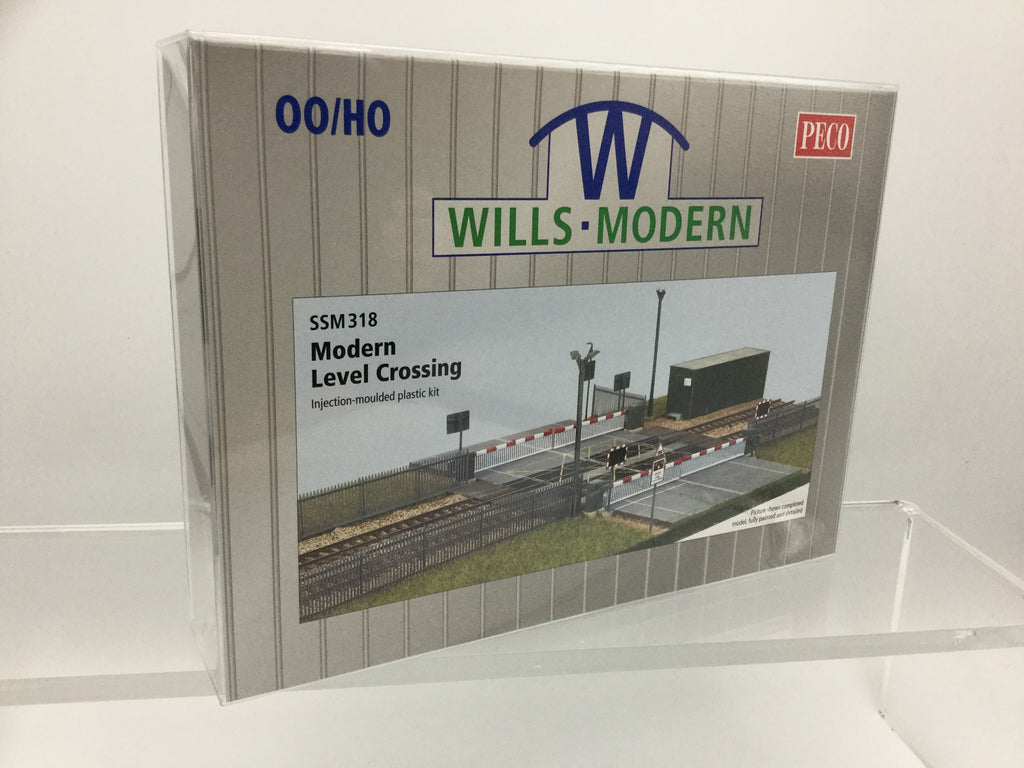 OO/HO
W
PECO
WILLS·MODERN
SSM318
Modern
Level Crossing
Injection-moulded plastic kit
Picture shows completed
model, fully painted and detailed